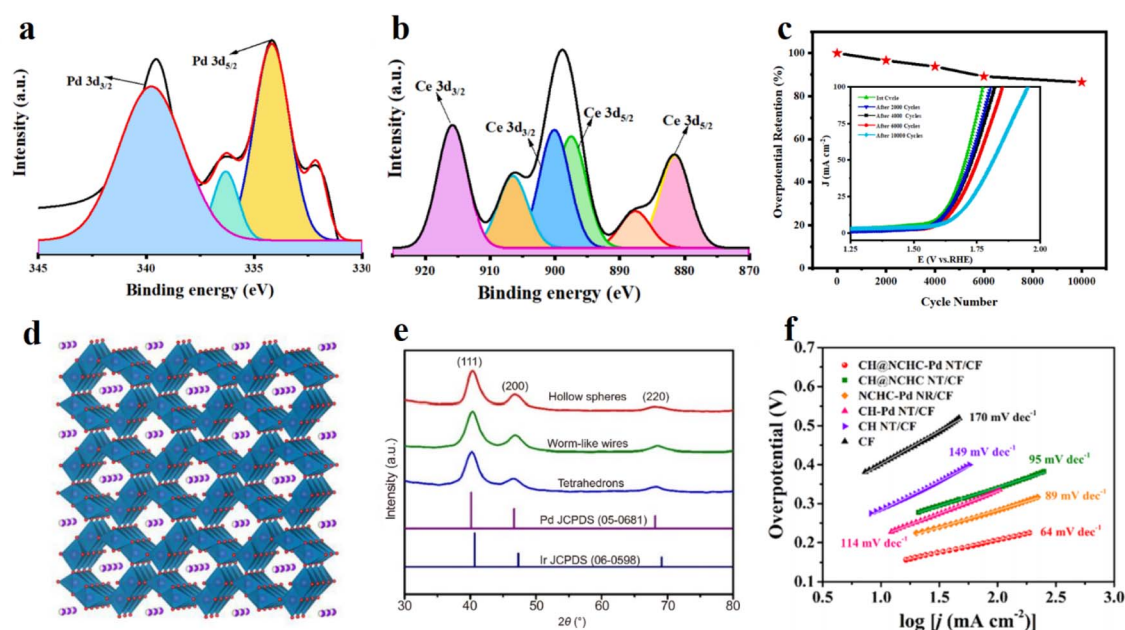 a
Pd 3d3/2
Pd 3d5/2
Intensity (a.u.)
345
340
335
330
Binding energy (eV)
b
Ce 3d3/2
Ce 3d3/2
Ce 3d5/2
Ce 3d5/2
Intensity (a.u.)
920
910
900
890
880
870
Binding energy (eV)
c
Overpotential Retention (%)
100
80
60
40
20
0
0
2000
4000
6000
8000
10000
Cycle Number
1st Cycle
After 2000 Cycles
After 4000 Cycles
After 6000 Cycles
After 10000 Cycles
J (mA cm-2)
100
75
50
25
0
1.25
1.50
1.75
2.00
E (V vs.RHE)
d
e
(111)
(200)
(220)
Hollow spheres
Worm-like wires
Tetrahedrons
Pd JCPDS (05-0681)
Ir JCPDS (06-0598)
Intensity (a.u.)
30
40
50
60
70
80
2θ (°)
f
CH@NCHC-Pd NT/CF
CH@NCHC NT/CF
NCHC-Pd NR/CF
CH-Pd NT/CF
CH NT/CF
CF
170 mV dec-1
149 mV dec-1
95 mV dec-1
89 mV dec-1
114 mV dec-1
64 mV dec-1
Overpotential (V)
0.7
0.6
0.5
0.4
0.3
0.2
0.1
0.5
1.0
1.5
2.0
2.5
3.0
log [j (mA cm-2)]